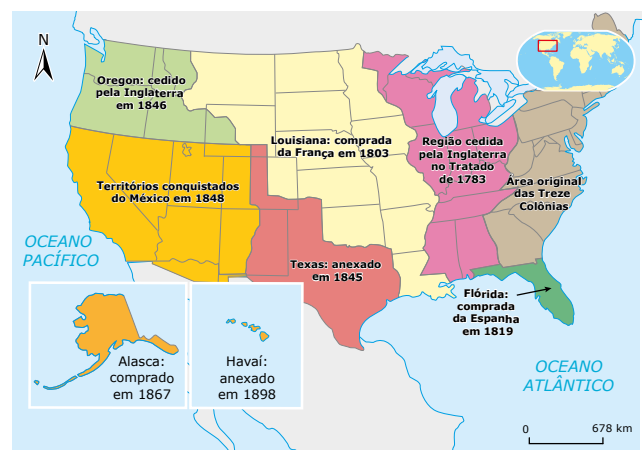 N
Oregon: cedido
pela Inglaterra
em 1846
Louisiana: comprada
da França em 1803
Região cedida
pela Inglaterra
no Tratado
de 1783
Área original
das Treze
Colônias
Territórios conquistados
do México em 1848
OCEANO
PACÍFICO
Texas: anexado
em 1845
Flórida:
comprada
da Espanha
em 1819
Alasca:
comprado
em 1867
Havaí:
anexado
em 1898
OCEANO
ATLÂNTICO
0 678 km